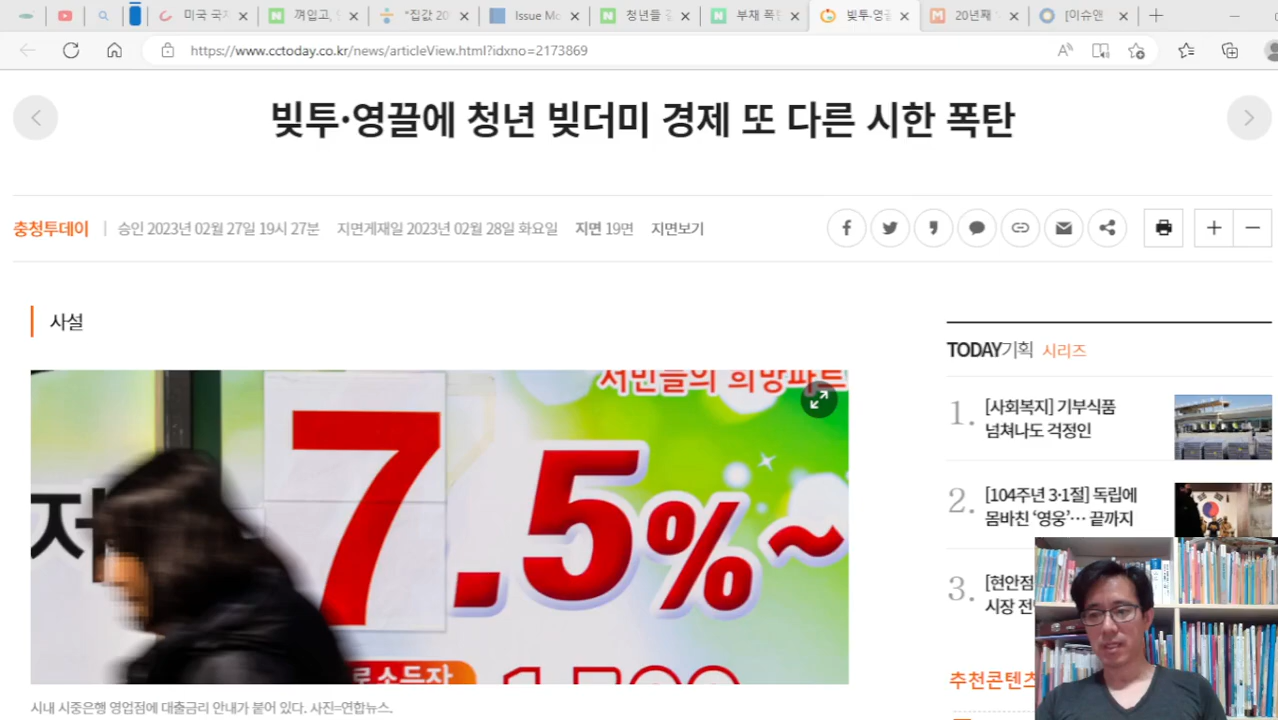 미국 국
껴입고,
"집값 20
Issue Mo
청년들
부채 폭
빚투·영끌
20년째
[이슈앤
https://www.cctoday.co.kr/news/articleView.html?idxno=2173869
빚투·영끌에 청년 빚더미 경제 또 다른 시한 폭탄
충청투데이 | 승인 2023년 02월 27일 19시 27분 지면게재일 2023년 02월 28일 화요일 지면 19면 지면보기
사설
서민들의 희망파트
7.5%~
저
로소득자
시내 시중은행 영업점에 대출금리 안내가 붙어 있다. 사진=연합뉴스.
TODAY기획 시리즈
1. [사회복지] 기부식품
넘쳐나도 걱정인
2. [104주년 3·1절] 독립에
몸바친 ‘영웅’… 끝까지
3. [현안점
시장 전
추천콘텐츠